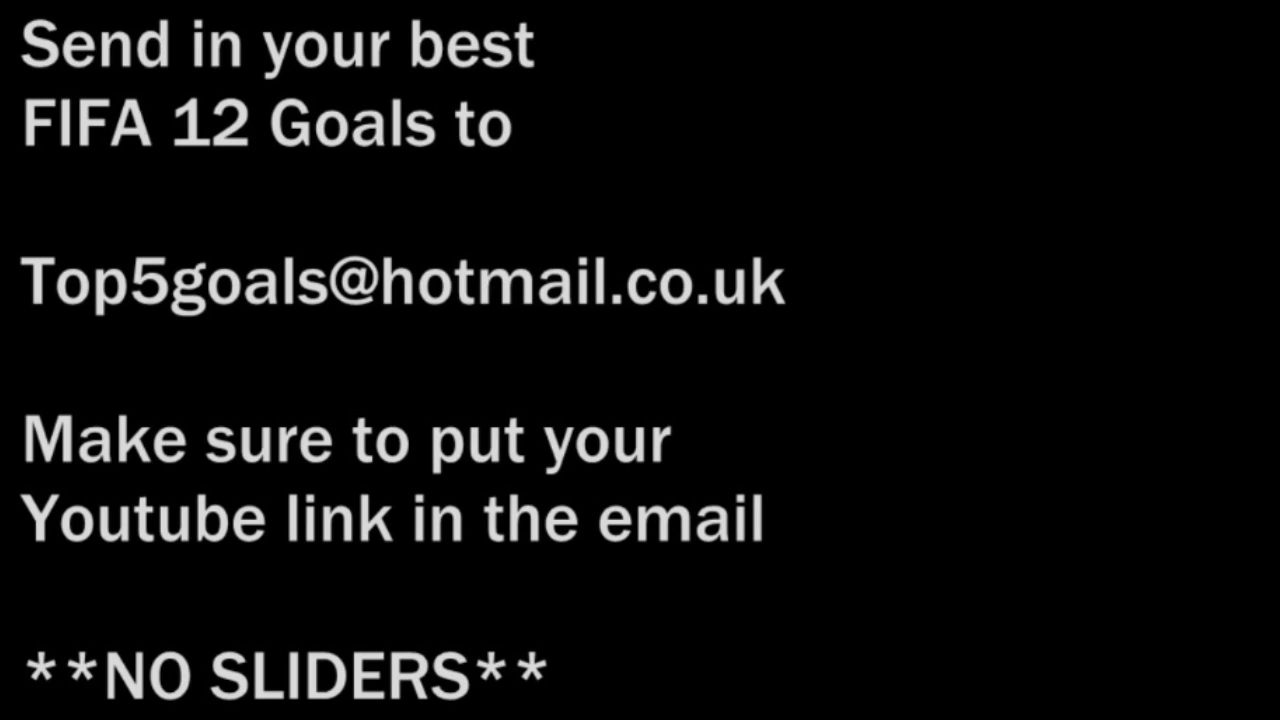 Send in your best
FIFA 12 Goals to
Top5goals@hotmail.co.uk
Make sure to put your
Youtube link in the email
**NO SLIDERS**